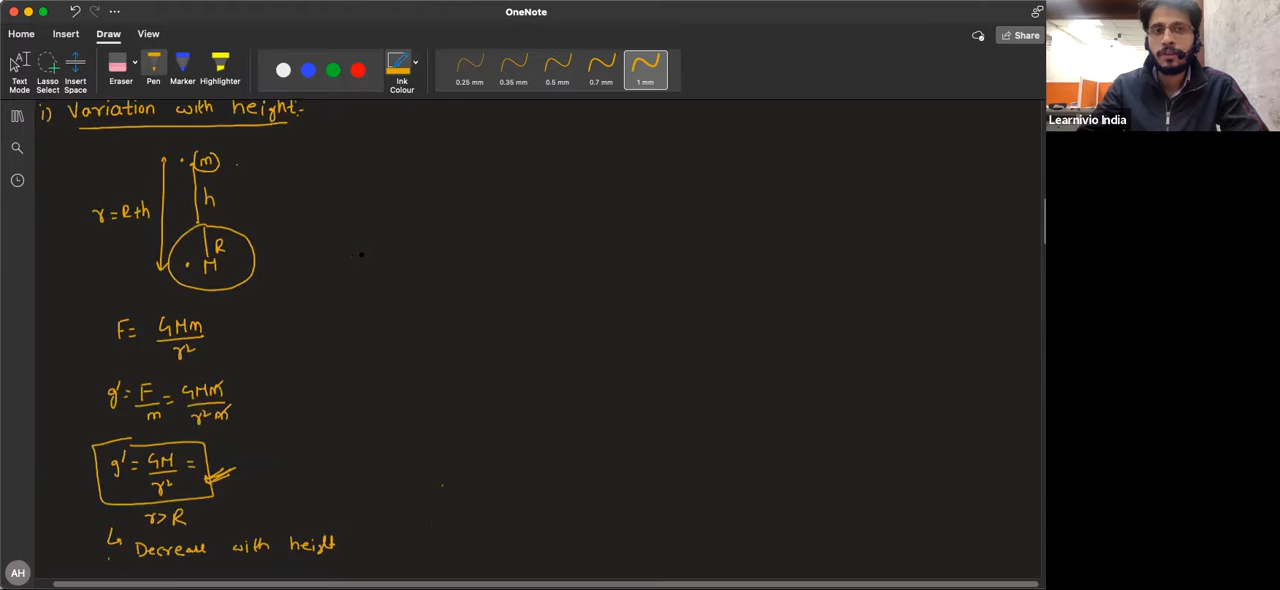 OneNote
Home Insert Draw View
Share
Text Mode
Lasso Select
Insert Space
Eraser
Pen
Marker
Highlighter
Ink Colour
0.25 mm
0.35 mm
0.5 mm
0.7 mm
1 mm
Learnivio India
i) Variation with height:-
m
h
r = R+h
R
M
F = GMm / r²
g' = F/m = GMm / r²m
g' = GM / r² =
r > R
↳ Decrease with height
AH